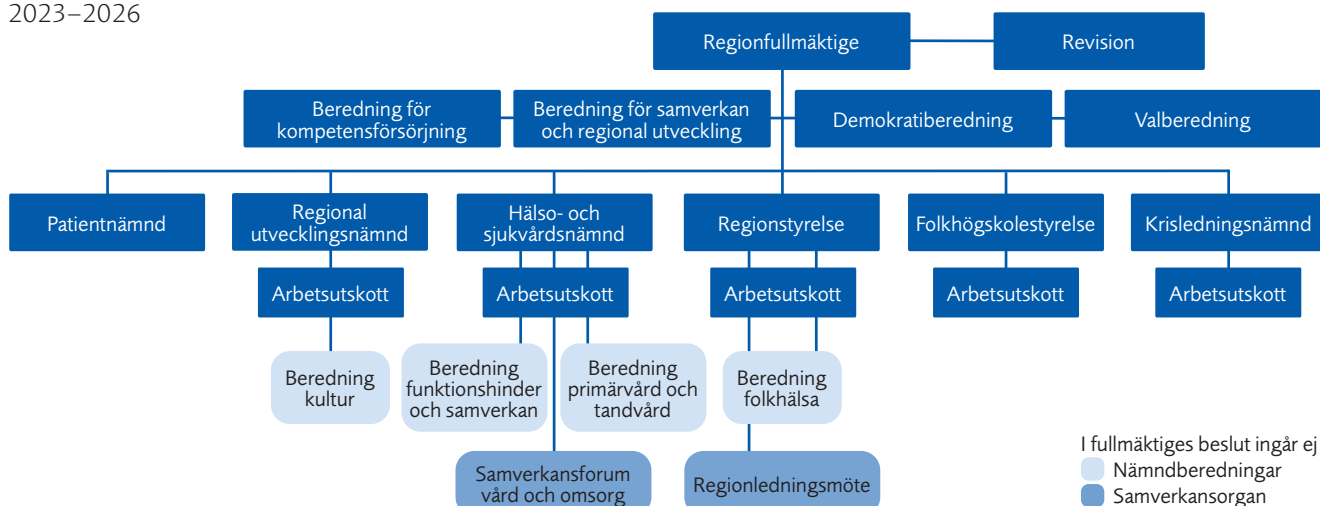 2023–2026
Regionfullmäktige
Revision
Beredning för
kompetensförsörjning
Beredning för samverkan
och regional utveckling
Demokratiberedning
Valberedning
Patientnämnd
Regional
utvecklingsnämnd
Hälso- och
sjukvårdsnämnd
Regionstyrelse
Folkhögskolestyrelse
Krisledningsnämnd
Arbetsutskott
Arbetsutskott
Arbetsutskott
Arbetsutskott
Arbetsutskott
Beredning
kultur
Beredning
funktionshinder
och samverkan
Beredning
primärvård och
tandvård
Beredning
folkhälsa
Samverkansforum
vård och omsorg
Regionledningsmöte
I fullmäktiges beslut ingår ej
Nämndberedningar
Samverkansorgan